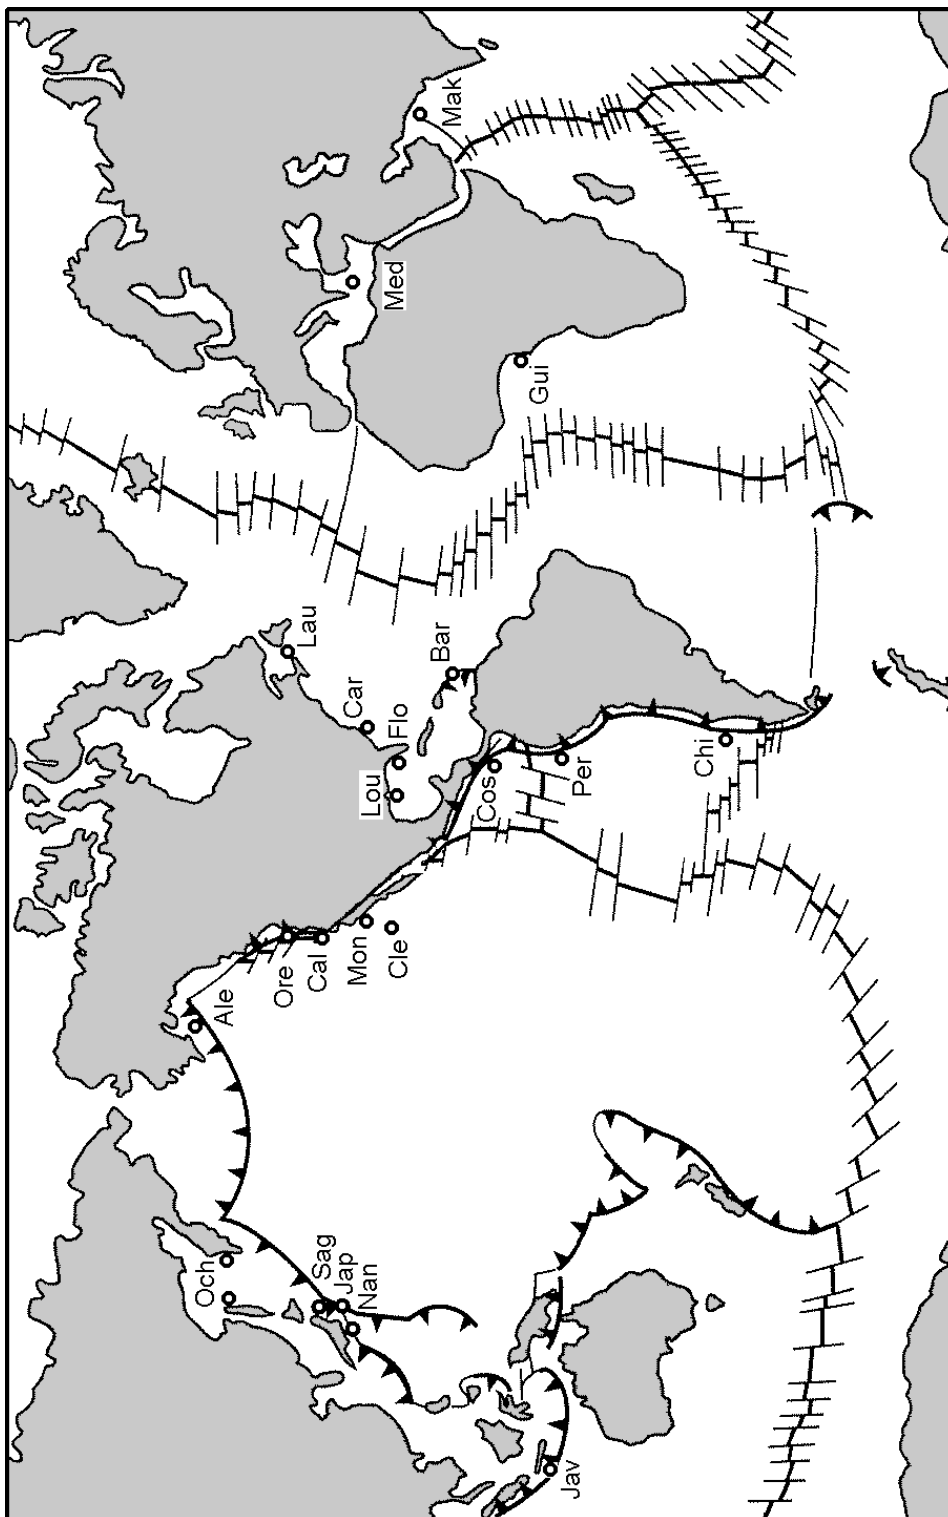 Mak
Med
Gui
Lau
Bar
Car
Flo
Lou
Cos
Per
Chi
Ore
Cal
Mon
Cle
Ale
Och
Sag
Jap
Nan
Jav